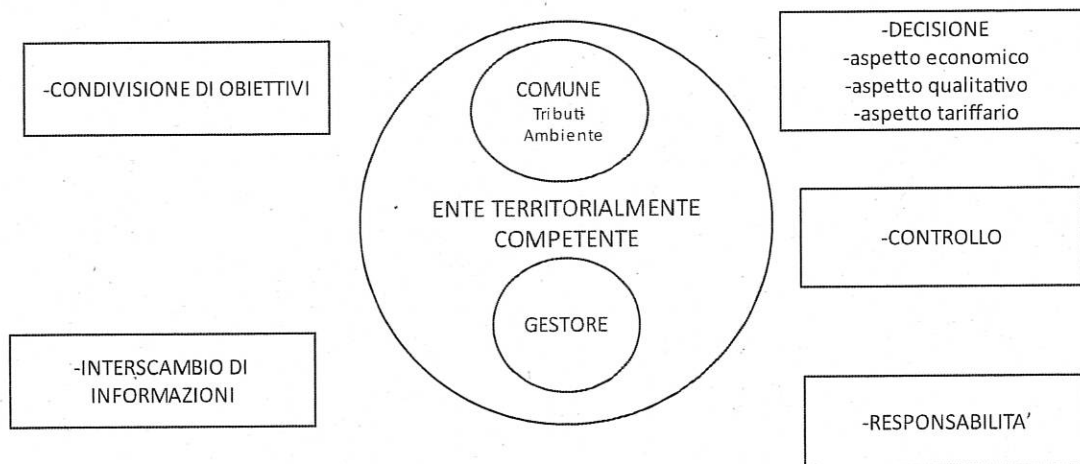 -CONDIVISIONE DI OBIETTIVI
-INTERSCAMBIO DI
INFORMAZIONI
COMUNE
Tributi
Ambiente
ENTE TERRITORIALMENTE
COMPETENTE
GESTORE
-DECISIONE
-aspetto economico
-aspetto qualitativo
-aspetto tariffario
-CONTROLLO
-RESPONSABILITA’